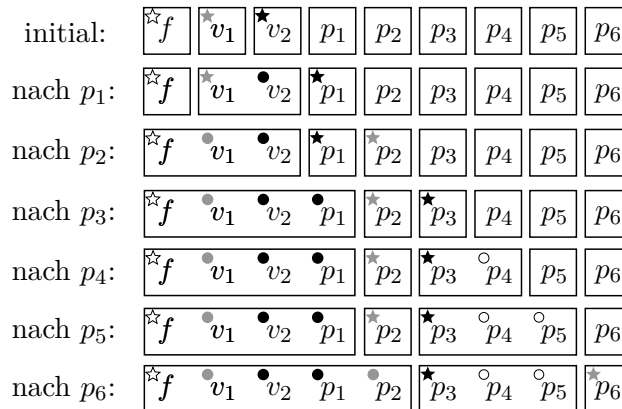 initial: f v₁ v₂ p₁ p₂ p₃ p₄ p₅ p₆
nach p₁: f v₁ v₂ p₁ p₂ p₃ p₄ p₅ p₆
nach p₂: f v₁ v₂ p₁ p₂ p₃ p₄ p₅ p₆
nach p₃: f v₁ v₂ p₁ p₂ p₃ p₄ p₅ p₆
nach p₄: f v₁ v₂ p₁ p₂ p₃ p₄ p₅ p₆
nach p₅: f v₁ v₂ p₁ p₂ p₃ p₄ p₅ p₆
nach p₆: f v₁ v₂ p₁ p₂ p₃ p₄ p₅ p₆